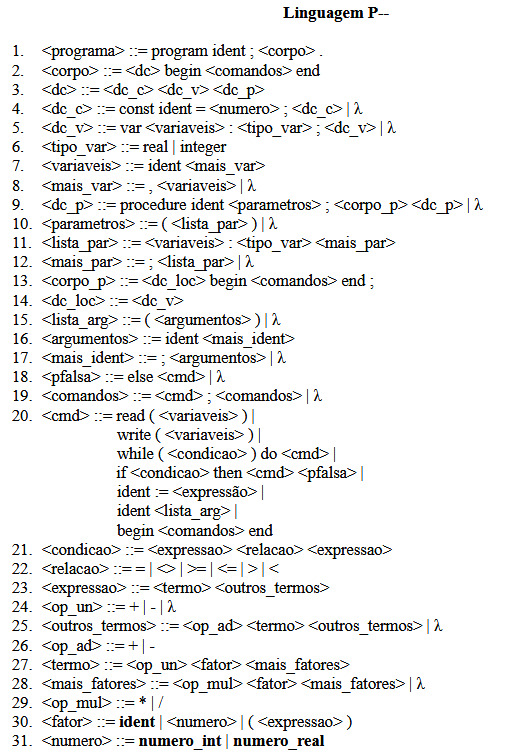 Linguagem P--
1. <programa> ::= program ident ; <corpo> .
2. <corpo> ::= <dc> begin <comandos> end
3. <dc> ::= <dc_c> <dc_v> <dc_p>
4. <dc_c> ::= const ident = <numero> ; <dc_c> | λ
5. <dc_v> ::= var <variaveis> : <tipo_var> ; <dc_v> | λ
6. <tipo_var> ::= real | integer
7. <variaveis> ::= ident <mais_var>
8. <mais_var> ::= , <variaveis> | λ
9. <dc_p> ::= procedure ident <parametros> ; <corpo_p> <dc_p> | λ
10. <parametros> ::= ( <lista_par> ) | λ
11. <lista_par> ::= <variaveis> : <tipo_var> <mais_par>
12. <mais_par> ::= ; <lista_par> | λ
13. <corpo_p> ::= <dc_loc> begin <comandos> end ;
14. <dc_loc> ::= <dc_v>
15. <lista_arg> ::= ( <argumentos> ) | λ
16. <argumentos> ::= ident <mais_ident>
17. <mais_ident> ::= ; <argumentos> | λ
18. <pfalsa> ::= else <cmd> | λ
19. <comandos> ::= <cmd> ; <comandos> | λ
20. <cmd> ::= read ( <variaveis> ) |
write ( <variaveis> ) |
while ( <condicao> ) do <cmd> |
if <condicao> then <cmd> <pfalsa> |
ident := <expressão> |
ident <lista_arg> |
begin <comandos> end
21. <condicao> ::= <expressao> <relacao> <expressao>
22. <relacao> ::= = | <> | >= | <= | > | <
23. <expressao> ::= <termo> <outros_termos>
24. <op_un> ::= + | - | λ
25. <outros_termos> ::= <op_ad> <termo> <outros_termos> | λ
26. <op_ad> ::= + | -
27. <termo> ::= <op_un> <fator> <mais_fatores>
28. <mais_fatores> ::= <op_mul> <fator> <mais_fatores> | λ
29. <op_mul> ::= * | /
30. <fator> ::= ident | <numero> | ( <expressao> )
31. <numero> ::= numero_int | numero_real